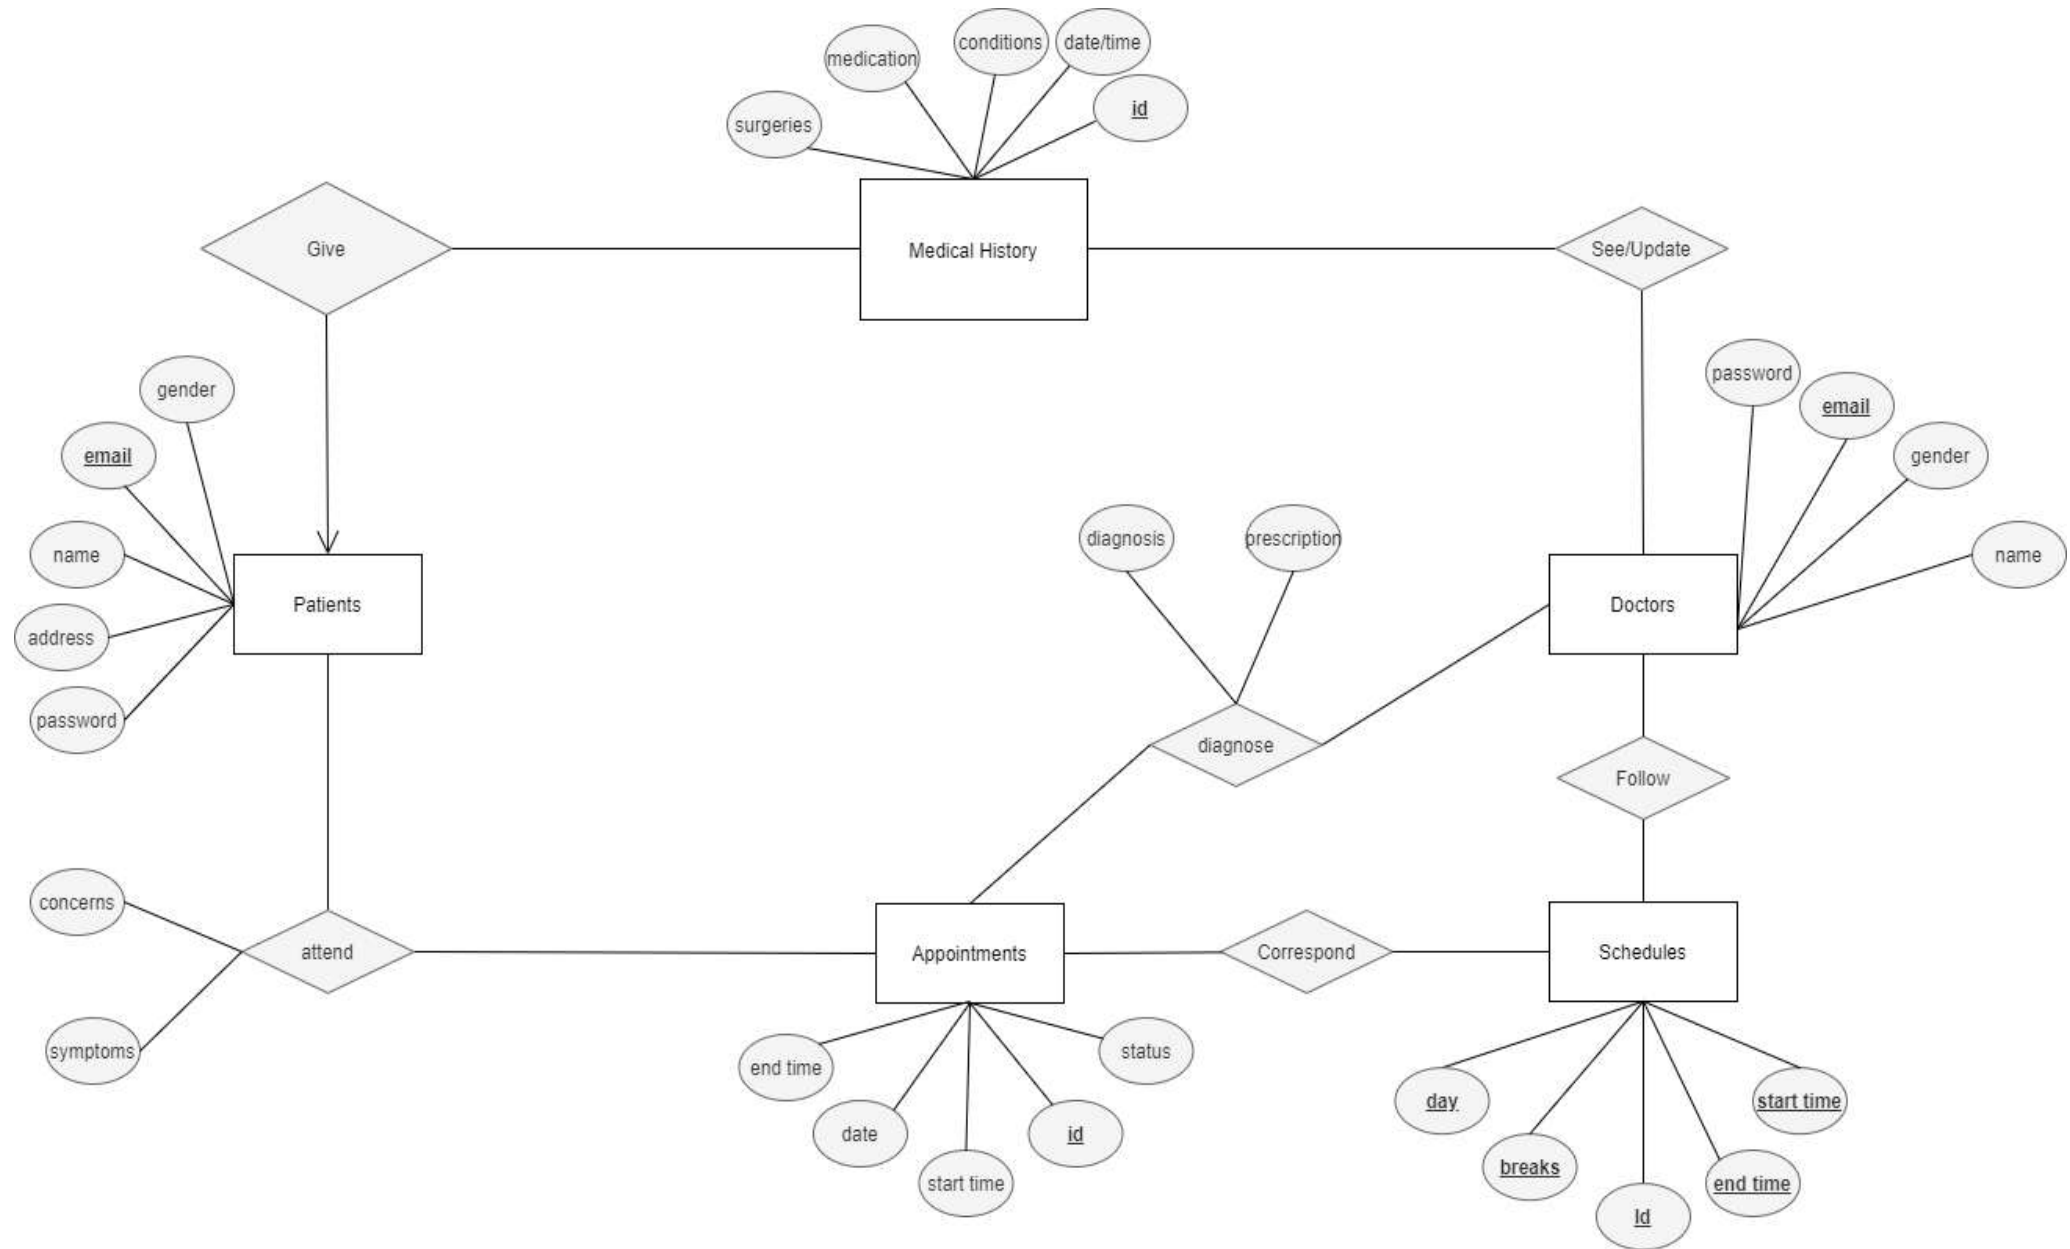 conditions
date/time
medication
id
surgeries
Give
Medical History
See/Update
password
gender
email
email
gender
diagnosis
prescription
name
name
Patients
Doctors
address
password
diagnose
Follow
concerns
attend
Appointments
Correspond
Schedules
symptoms
end time
status
day
start time
date
id
breaks
start time
end time
Id